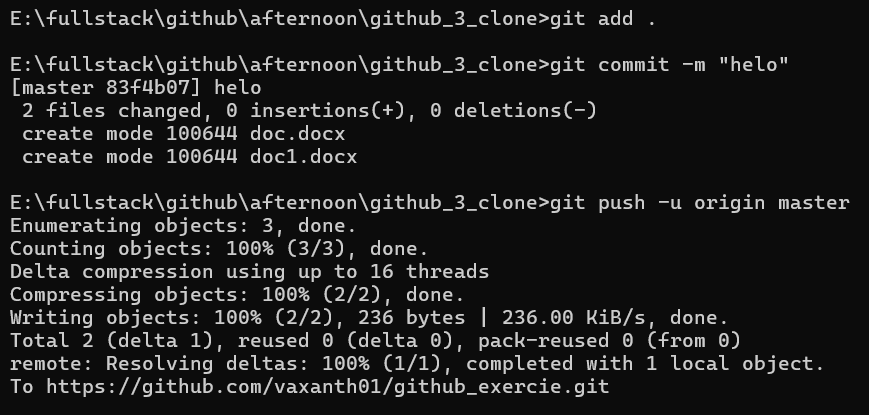 E:\fullstack\github\afternoon\github_3_clone>git add .
E:\fullstack\github\afternoon\github_3_clone>git commit -m "helo"
[master 83f4b07] helo
 2 files changed, 0 insertions(+), 0 deletions(-)
 create mode 100644 doc.docx
 create mode 100644 doc1.docx
E:\fullstack\github\afternoon\github_3_clone>git push -u origin master
Enumerating objects: 3, done.
Counting objects: 100% (3/3), done.
Delta compression using up to 16 threads
Compressing objects: 100% (2/2), done.
Writing objects: 100% (2/2), 236 bytes | 236.00 KiB/s, done.
Total 2 (delta 1), reused 0 (delta 0), pack-reused 0 (from 0)
remote: Resolving deltas: 100% (1/1), completed with 1 local object.
To https://github.com/vaxanth01/github_exercie.git